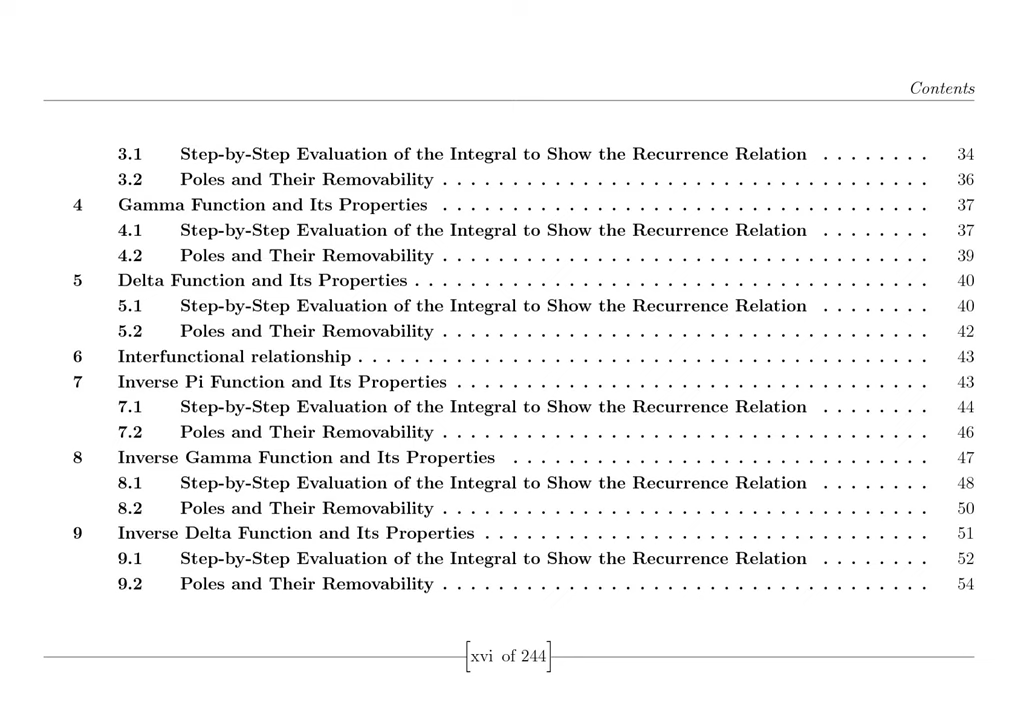 Contents
3.1 Step-by-Step Evaluation of the Integral to Show the Recurrence Relation . . . . . . . . 34
3.2 Poles and Their Removability . . . . . . . . . . . . . . . . . . . . . . . . . . . . . . . . . . . 36
4 Gamma Function and Its Properties . . . . . . . . . . . . . . . . . . . . . . . . . . . . . . . . . . . 37
4.1 Step-by-Step Evaluation of the Integral to Show the Recurrence Relation . . . . . . . . 37
4.2 Poles and Their Removability . . . . . . . . . . . . . . . . . . . . . . . . . . . . . . . . . . . 39
5 Delta Function and Its Properties . . . . . . . . . . . . . . . . . . . . . . . . . . . . . . . . . . . . . 40
5.1 Step-by-Step Evaluation of the Integral to Show the Recurrence Relation . . . . . . . . 40
5.2 Poles and Their Removability . . . . . . . . . . . . . . . . . . . . . . . . . . . . . . . . . . . 42
6 Interfunctional relationship . . . . . . . . . . . . . . . . . . . . . . . . . . . . . . . . . . . . . . . . . 43
7 Inverse Pi Function and Its Properties . . . . . . . . . . . . . . . . . . . . . . . . . . . . . . . . . . 43
7.1 Step-by-Step Evaluation of the Integral to Show the Recurrence Relation . . . . . . . . 44
7.2 Poles and Their Removability . . . . . . . . . . . . . . . . . . . . . . . . . . . . . . . . . . . 46
8 Inverse Gamma Function and Its Properties . . . . . . . . . . . . . . . . . . . . . . . . . . . . . . 47
8.1 Step-by-Step Evaluation of the Integral to Show the Recurrence Relation . . . . . . . . 48
8.2 Poles and Their Removability . . . . . . . . . . . . . . . . . . . . . . . . . . . . . . . . . . . 50
9 Inverse Delta Function and Its Properties . . . . . . . . . . . . . . . . . . . . . . . . . . . . . . . . 51
9.1 Step-by-Step Evaluation of the Integral to Show the Recurrence Relation . . . . . . . . 52
9.2 Poles and Their Removability . . . . . . . . . . . . . . . . . . . . . . . . . . . . . . . . . . . 54
[xvi of 244]